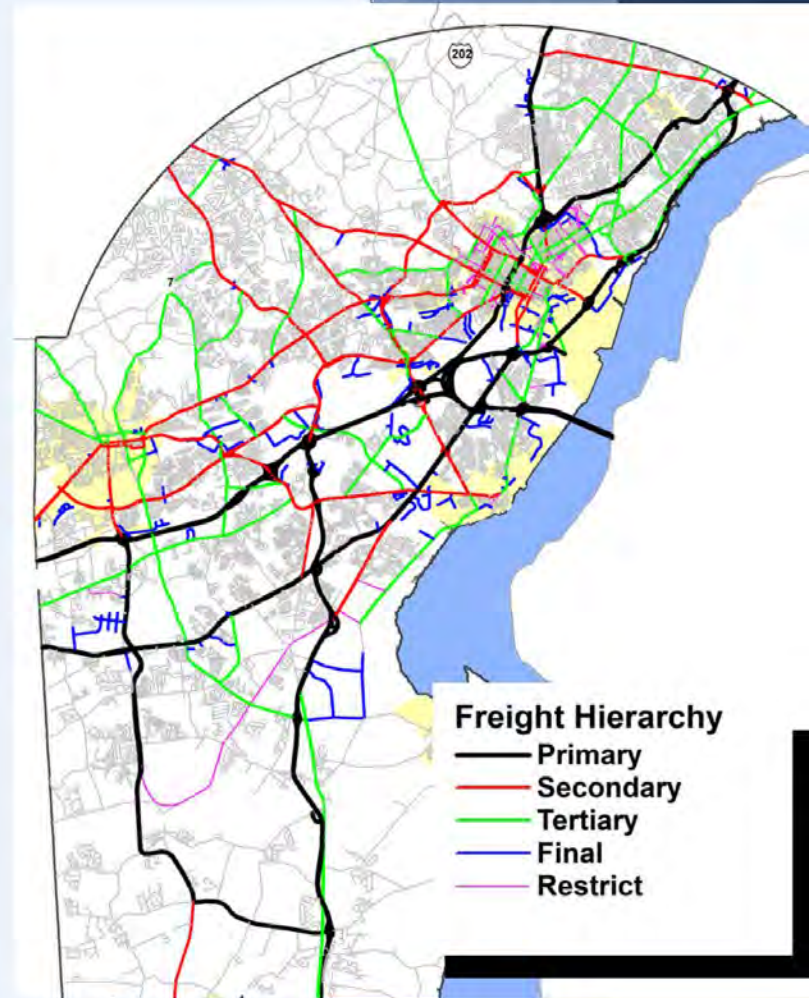 202
7
Freight Hierarchy
Primary
Secondary
Tertiary
Final
Restrict